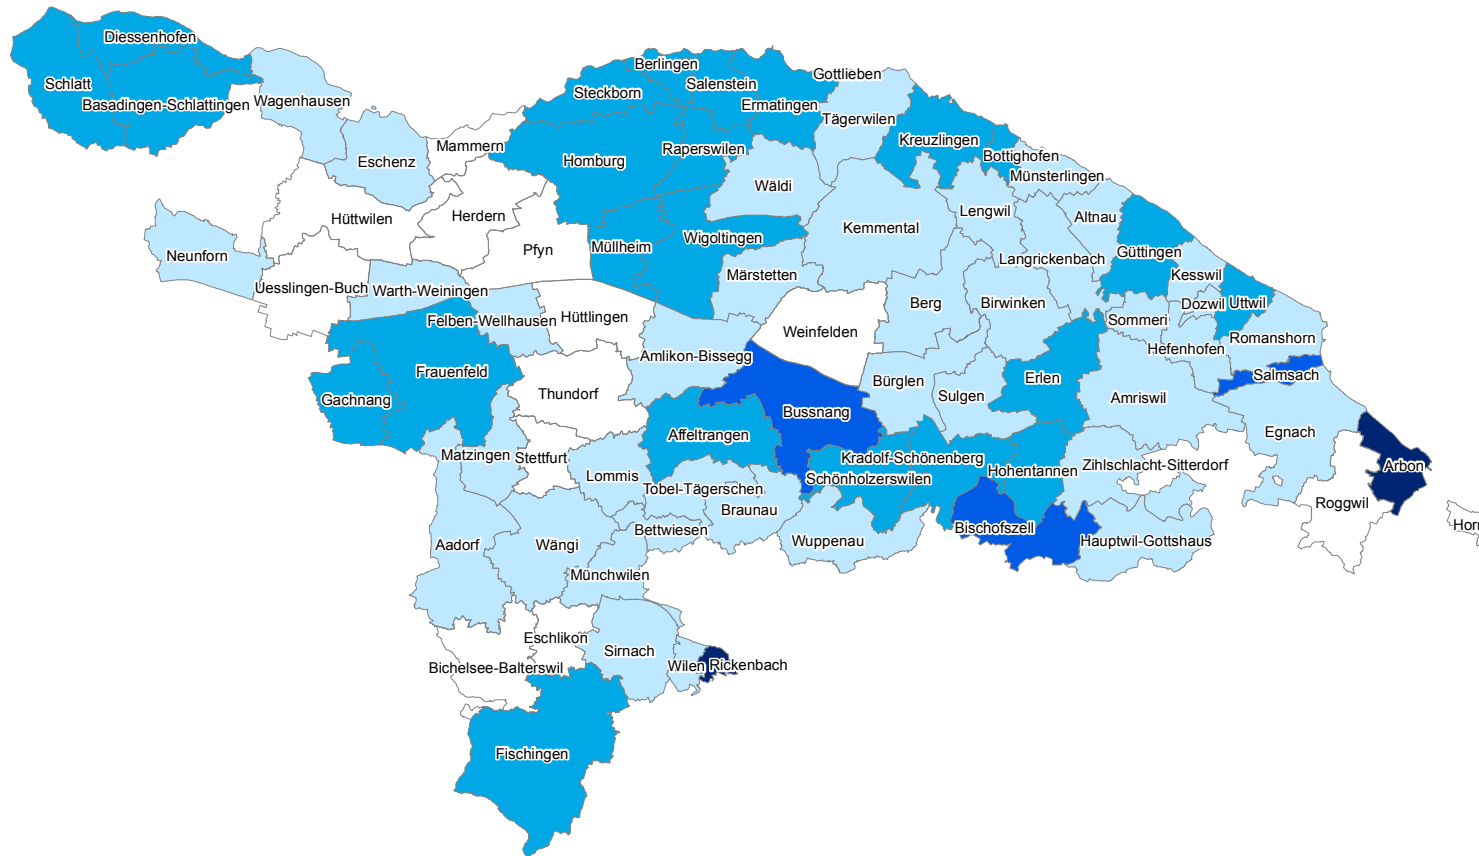 Diessenhofen
Schlatt
Basadingen-Schlattingen
Wagenhausen
Eschenz
Mammern
Steckborn
Berlingen
Salenstein
Ermatingen
Gottlieben
Tägerwilen
Kreuzlingen
Bottighofen
Münsterlingen
Homburg
Raperswilen
Wäldi
Kemmental
Lengwil
Altnau
Langrickenbach
Güttingen
Kesswil
Dozwil
Uttwil
Romanshorn
Sommeri
Hefenhofen
Salmsach
Hüttwilen
Herdern
Pfyn
Müllheim
Wigoltingen
Märstetten
Neunforn
Uesslingen-Buch
Warth-Weiningen
Felben-Wellhausen
Hüttlingen
Weinfelden
Berg
Birwinken
Amlikon-Bissegg
Frauenfeld
Gachnang
Thundorf
Bussnang
Bürglen
Sulgen
Erlen
Amriswil
Egnach
Arbon
Roggwil
Horn
Affeltrangen
Matzingen
Stettfurt
Lommis
Tobel-Tägerschen
Braunau
Bettwiesen
Kradolf-Schönenberg
Schönholzerswilen
Hohentannen
Zihlschlacht-Sitterdorf
Bischofszell
Hauptwil-Gottshaus
Wuppenau
Aadorf
Wängi
Münchwilen
Eschlikon
Bichelsee-Balterswil
Sirnach
Wilen
Rickenbach
Fischingen